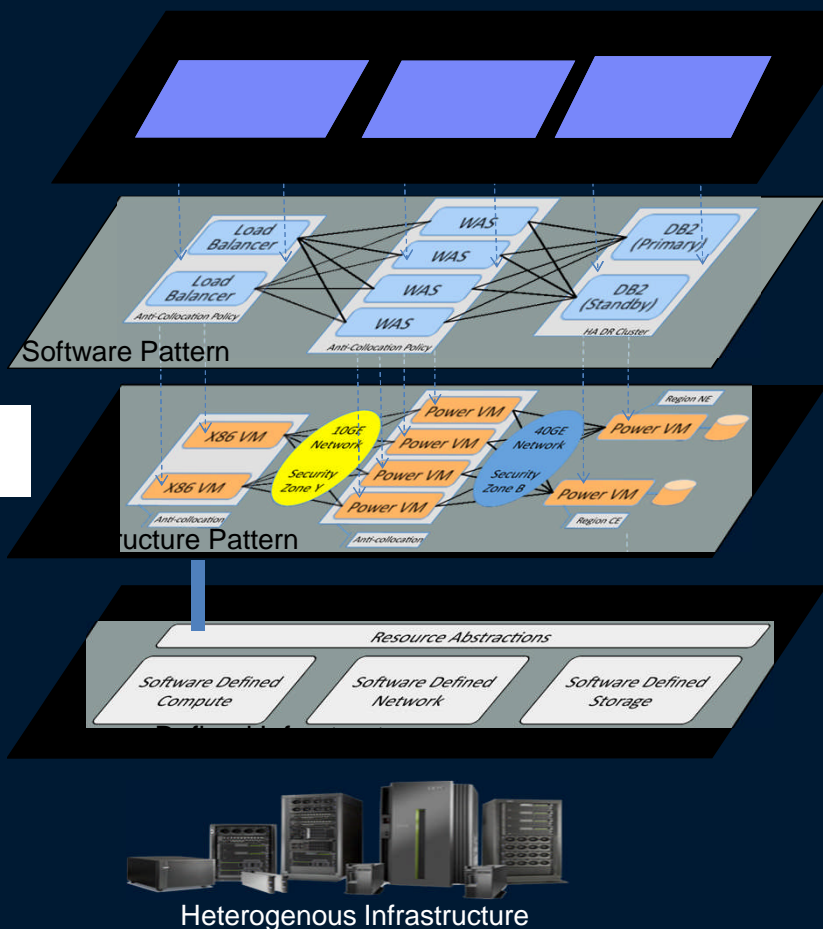 Load
Balancer
Load
Balancer
Anti-Collocation Policy
WAS
WAS
WAS
WAS
Anti-Collocation Policy
DB2
(Primary)
DB2
(Standby)
HA DR Cluster
Software Pattern
X86 VM
X86 VM
Anti-collocation
10GE
Network
Security
Zone Y
Power VM
Power VM
Power VM
Power VM
Anti-collocation
40GE
Network
Security
Zone B
Region NE
Power VM
Power VM
Region CE
ructure Pattern
Resource Abstractions
Software Defined
Compute
Software Defined
Network
Software Defined
Storage
Heterogenous Infrastructure